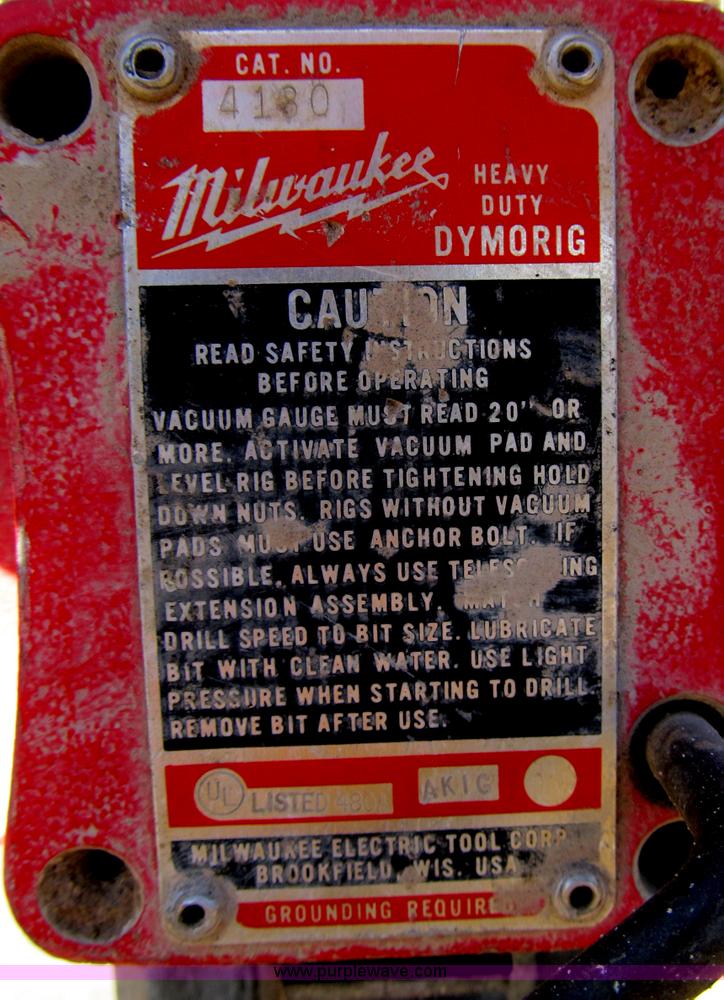 CAT. NO.
4130
Milwaukee
HEAVY
DUTY
DYMORIG
CAUTION
READ SAFETY INSTRUCTIONS
BEFORE OPERATING
VACUUM GAUGE MUST READ 20" OR
MORE. ACTIVATE VACUUM PAD AND
LEVEL RIG BEFORE TIGHTENING HOLD
DOWN NUTS. RIGS WITHOUT VACUUM
PADS MUST USE ANCHOR BOLT. IF
POSSIBLE, ALWAYS USE TELESCOPING
EXTENSION ASSEMBLY. MATCH
DRILL SPEED TO BIT SIZE. LUBRICATE
BIT WITH CLEAN WATER. USE LIGHT
PRESSURE WHEN STARTING TO DRILL.
REMOVE BIT AFTER USE.
UL LISTED AKIC
MILWAUKEE ELECTRIC TOOL CORP.
BROOKFIELD, WIS. USA
GROUNDING REQUIRED
www.purplewave.com